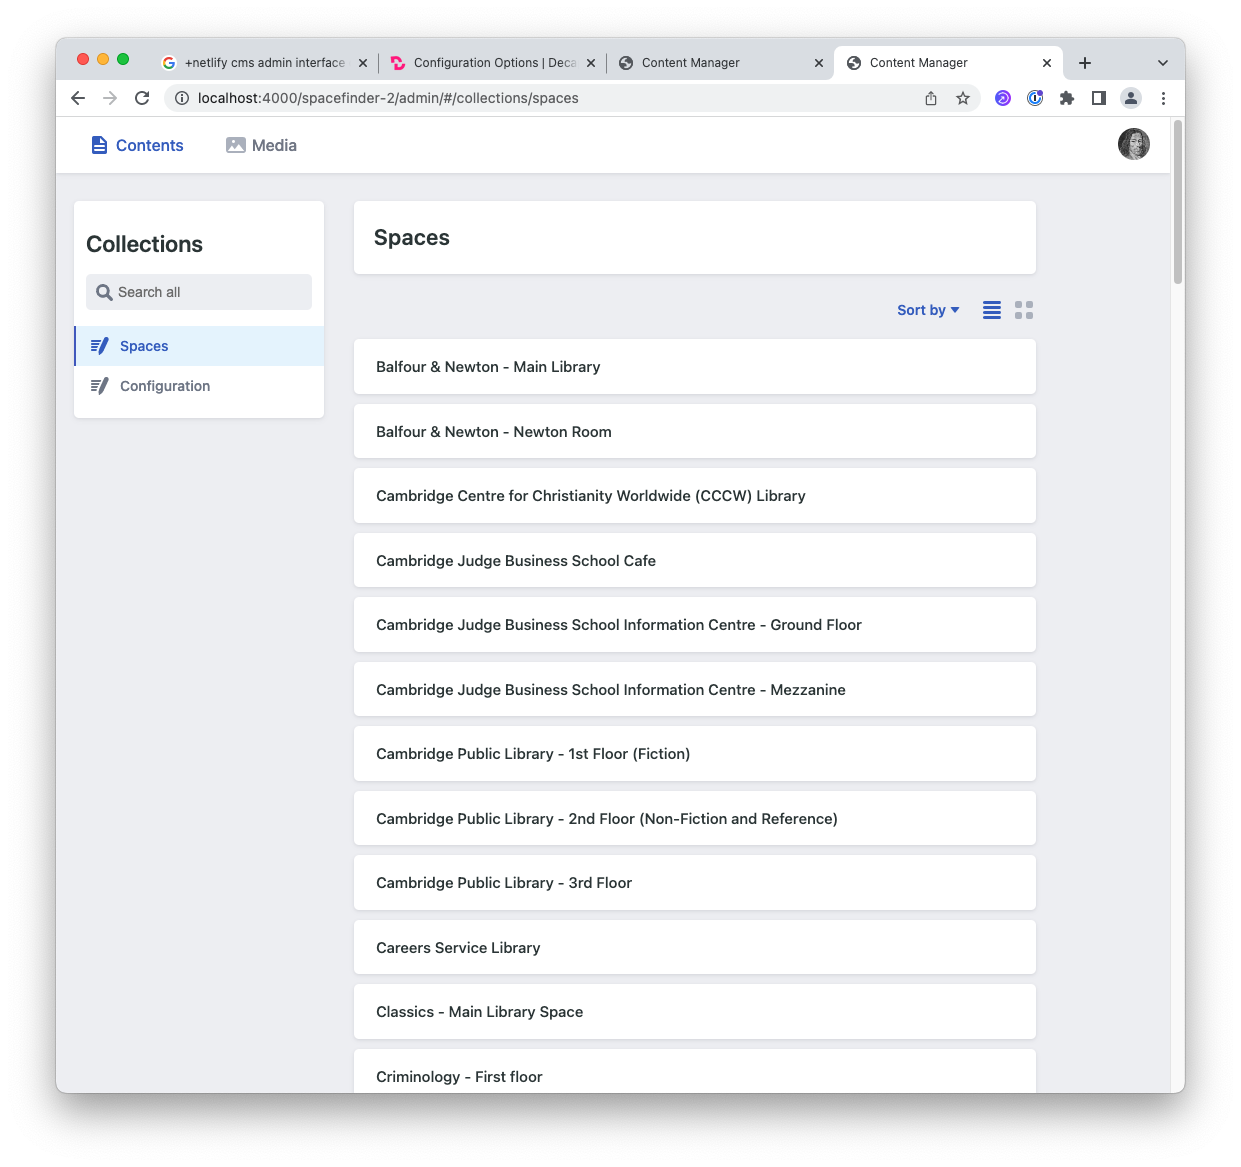 +netlify cms admin interface
Configuration Options | Deca
Content Manager
Content Manager
localhost:4000/spacefinder-2/admin/#/collections/spaces
Contents
Media
Collections
Search all
Spaces
Configuration
Spaces
Sort by
Balfour & Newton - Main Library
Balfour & Newton - Newton Room
Cambridge Centre for Christianity Worldwide (CCCW) Library
Cambridge Judge Business School Cafe
Cambridge Judge Business School Information Centre - Ground Floor
Cambridge Judge Business School Information Centre - Mezzanine
Cambridge Public Library - 1st Floor (Fiction)
Cambridge Public Library - 2nd Floor (Non-Fiction and Reference)
Cambridge Public Library - 3rd Floor
Careers Service Library
Classics - Main Library Space
Criminology - First floor